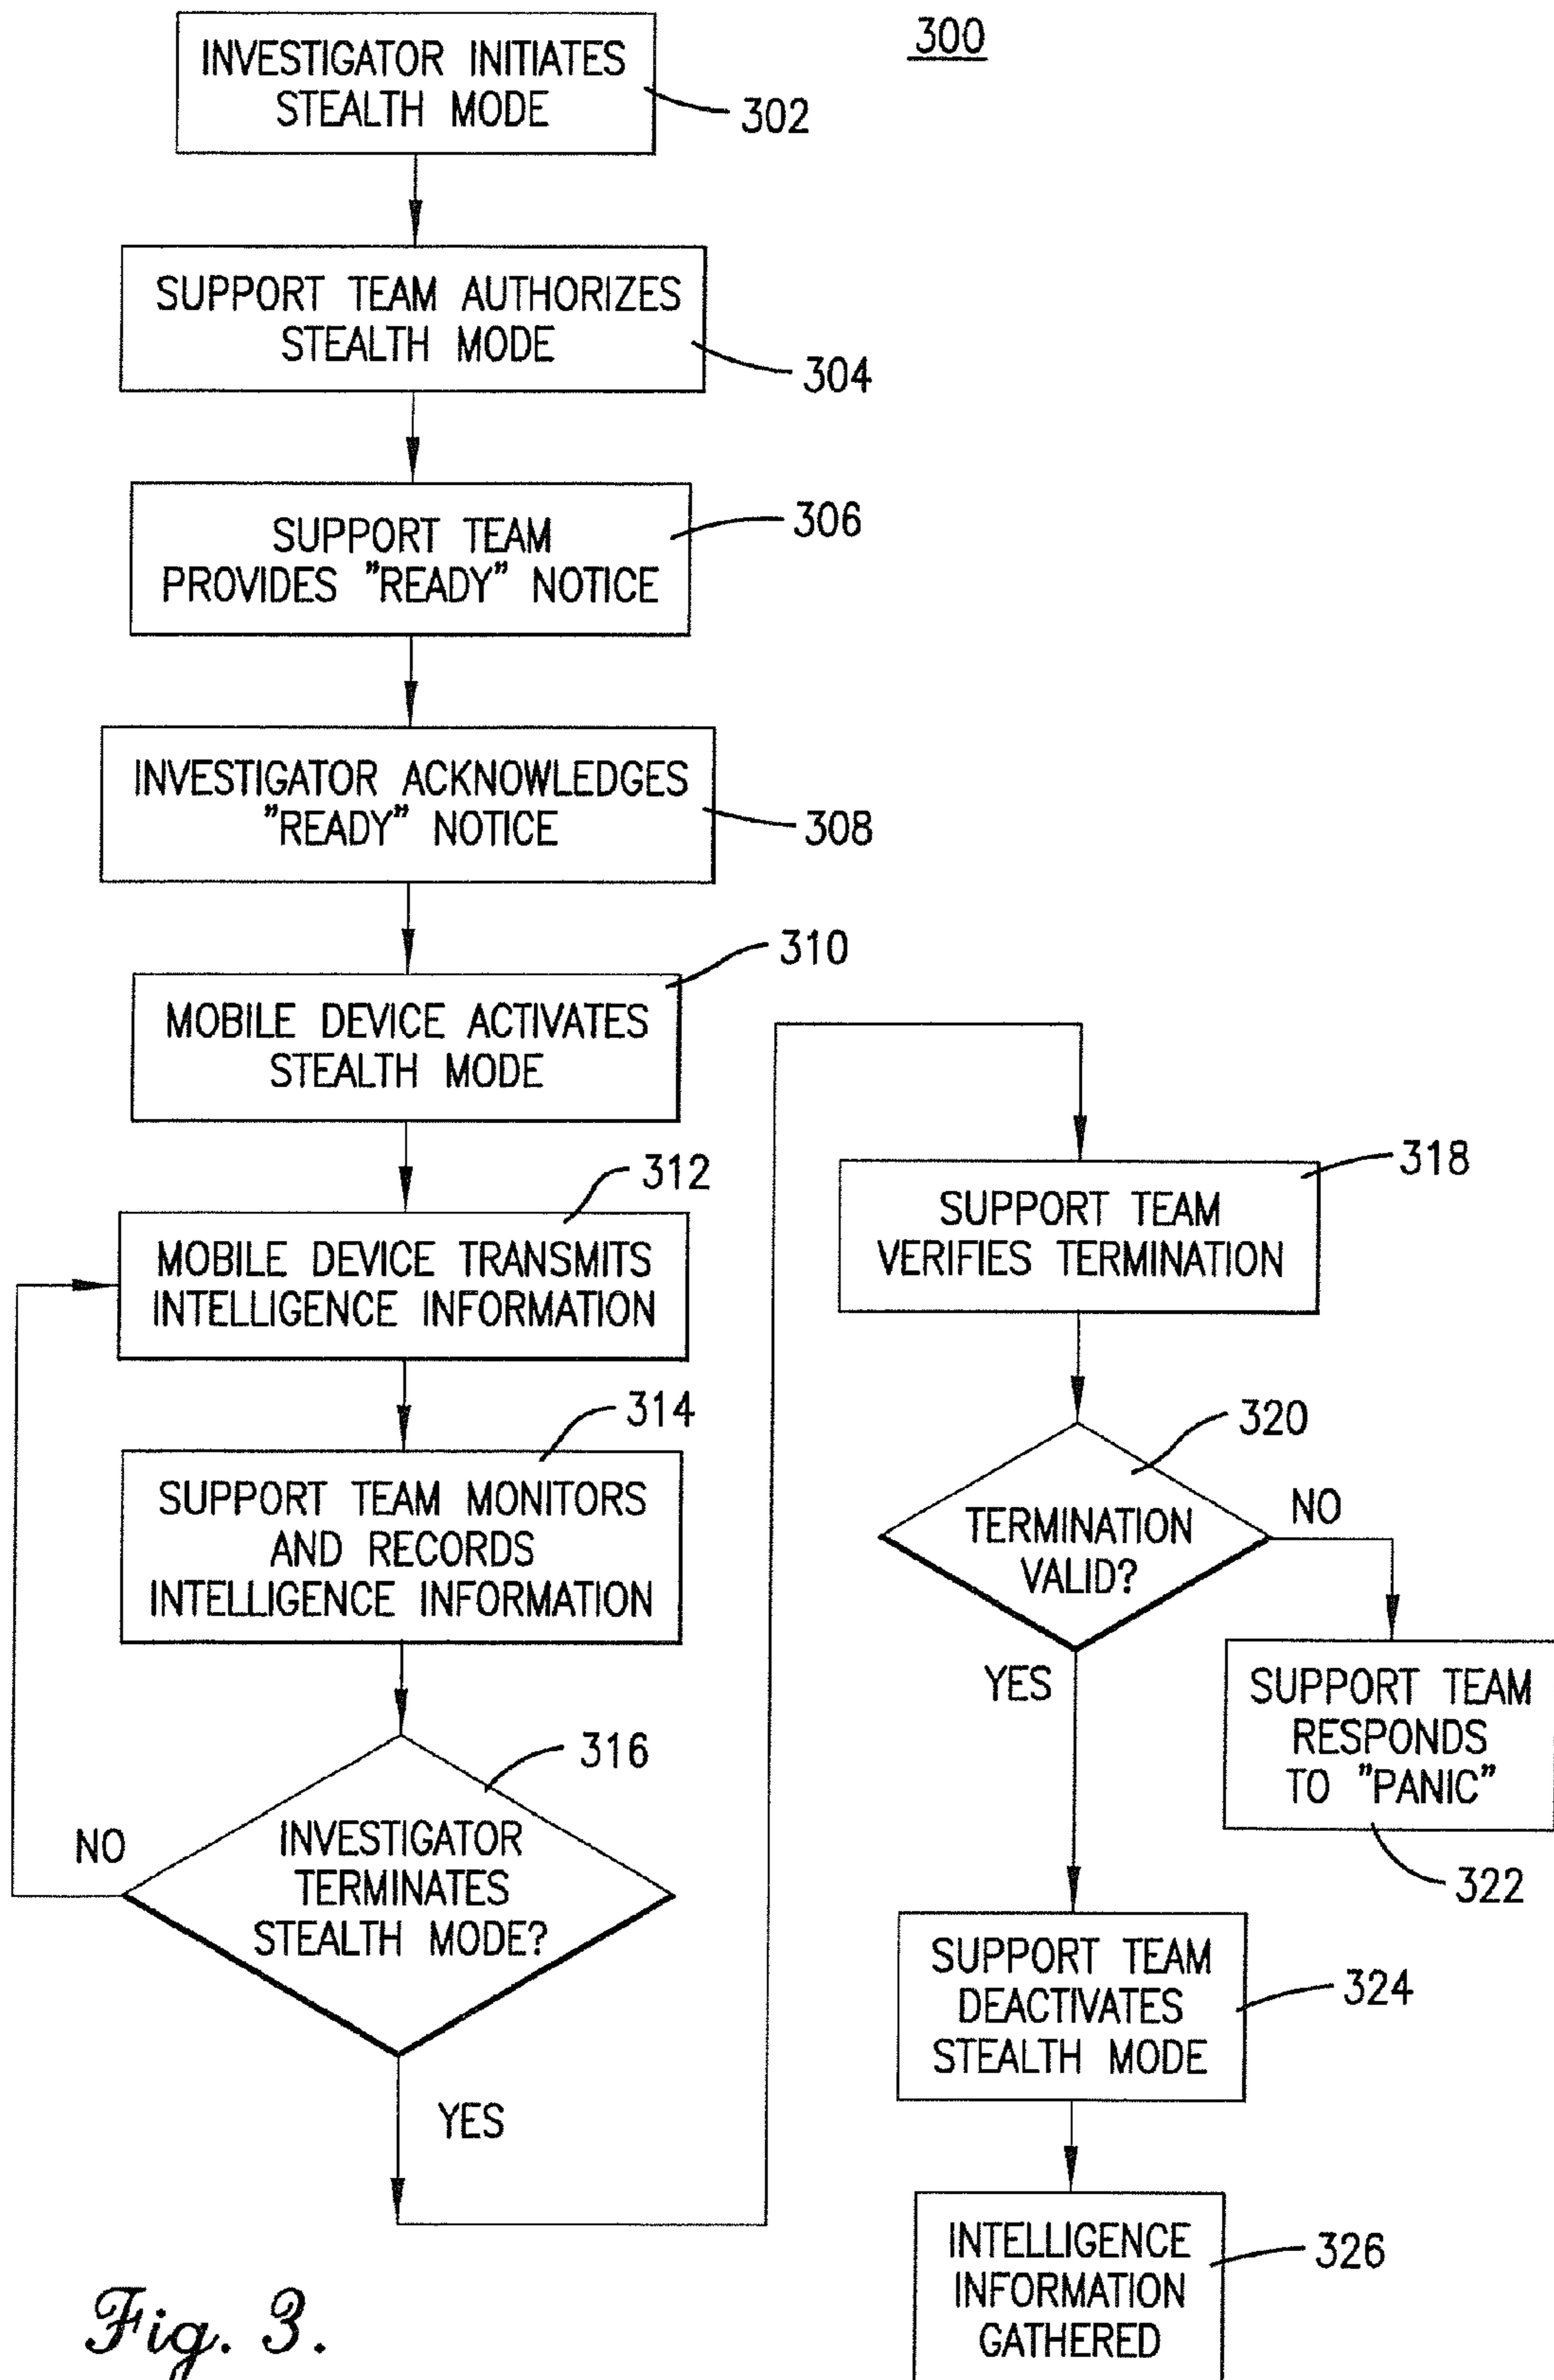 300
INVESTIGATOR INITIATES
STEALTH MODE
302
SUPPORT TEAM AUTHORIZES
STEALTH MODE
304
SUPPORT TEAM
PROVIDES "READY" NOTICE
306
INVESTIGATOR ACKNOWLEDGES
"READY" NOTICE
308
MOBILE DEVICE ACTIVATES
STEALTH MODE
310
MOBILE DEVICE TRANSMITS
INTELLIGENCE INFORMATION
312
SUPPORT TEAM MONITORS
AND RECORDS
INTELLIGENCE INFORMATION
314
INVESTIGATOR
TERMINATES
STEALTH MODE?
316
NO
YES
SUPPORT TEAM
VERIFIES TERMINATION
318
TERMINATION
VALID?
320
NO
YES
SUPPORT TEAM
RESPONDS
TO "PANIC"
322
SUPPORT TEAM
DEACTIVATES
STEALTH MODE
324
INTELLIGENCE
INFORMATION
GATHERED
326
Fig. 3.